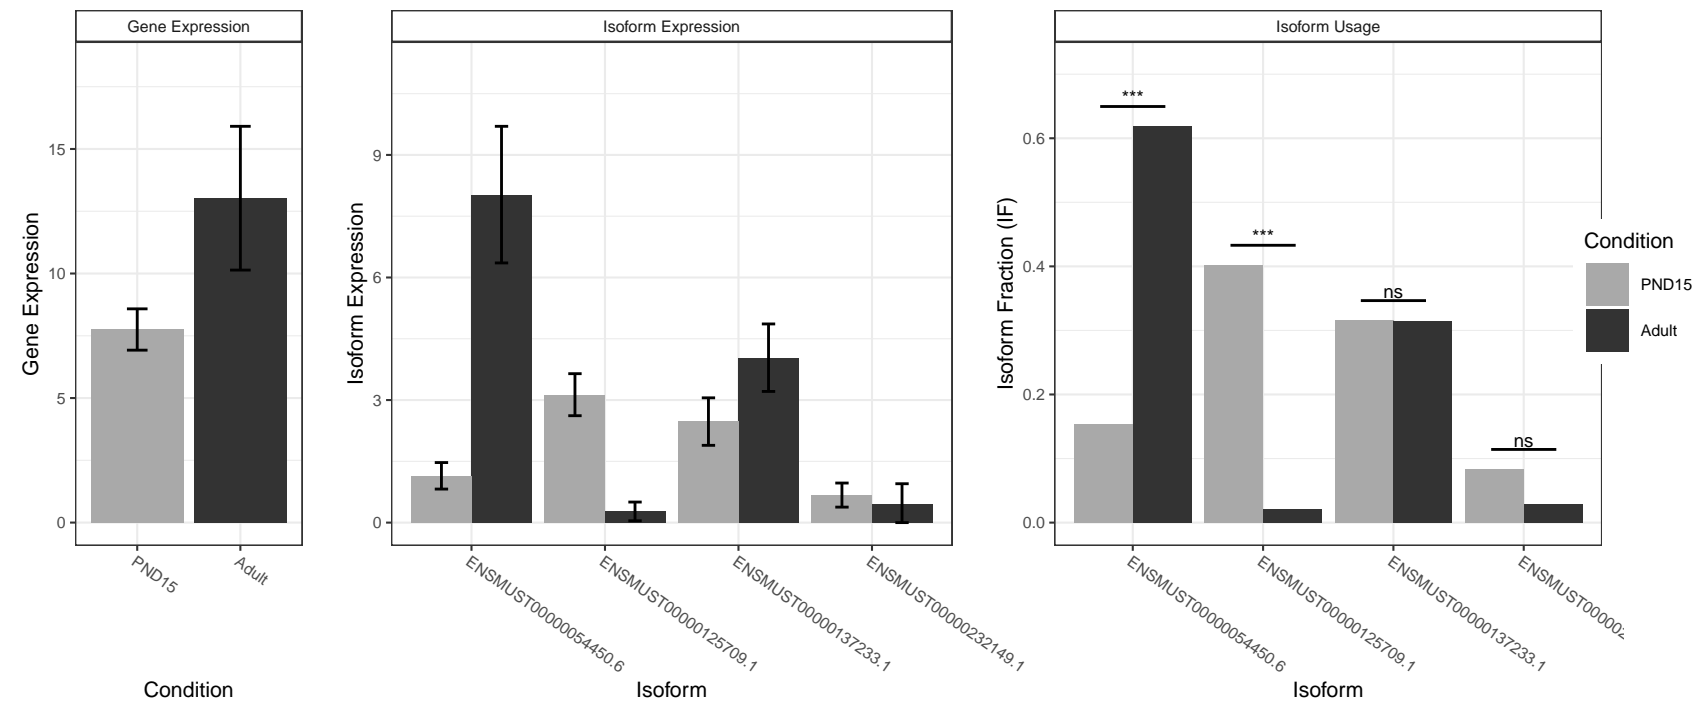 Gene Expression
Isoform Expression
Isoform Usage
Gene Expression
15
10
5
0
PND15
Adult
Condition
Isoform Expression
9
6
3
0
ENSMUST00000054450.6
ENSMUST00000125709.1
ENSMUST00000137233.1
ENSMUST00000232149.1
Isoform
Isoform Fraction (IF)
0.6
0.4
0.2
0.0
***
***
ns
ns
ENSMUST00000054450.6
ENSMUST00000125709.1
ENSMUST00000137233.1
Isoform
Condition
PND15
Adult